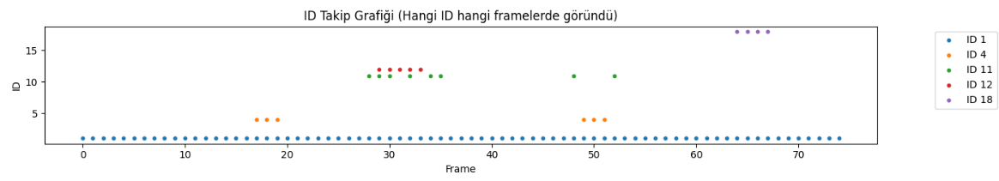 ID Takip Grafiği (Hangi ID hangi framelerde göründü)
15
10
5
ID
0 10 20 30 40 50 60 70
Frame
ID 1
ID 4
ID 11
ID 12
ID 18